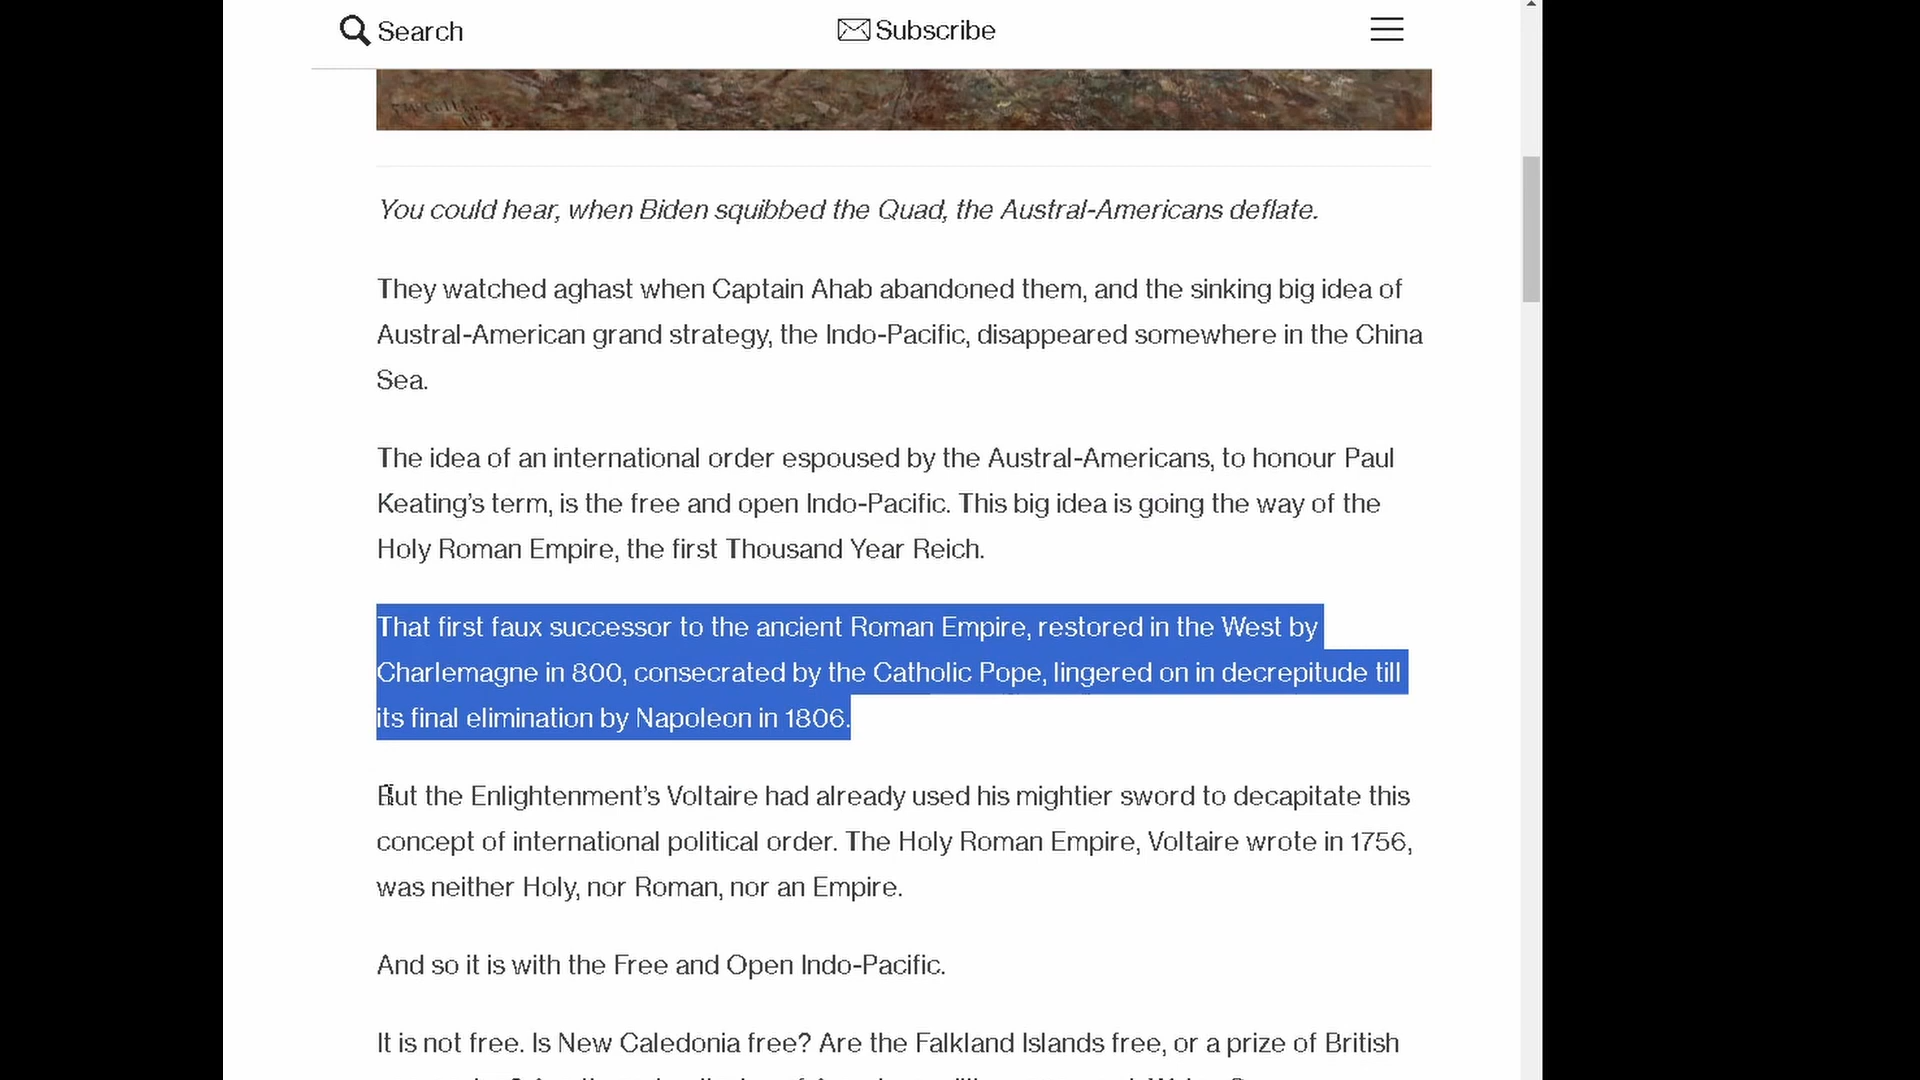 Search
Subscribe
You could hear, when Biden squibbed the Quad, the Austral-Americans deflate.
They watched aghast when Captain Ahab abandoned them, and the sinking big idea of
Austral-American grand strategy, the Indo-Pacific, disappeared somewhere in the China
Sea.
The idea of an international order espoused by the Austral-Americans, to honour Paul
Keating’s term, is the free and open Indo-Pacific. This big idea is going the way of the
Holy Roman Empire, the first Thousand Year Reich.
That first faux successor to the ancient Roman Empire, restored in the West by
Charlemagne in 800, consecrated by the Catholic Pope, lingered on in decrepitude till
its final elimination by Napoleon in 1806.
But the Enlightenment’s Voltaire had already used his mightier sword to decapitate this
concept of international political order. The Holy Roman Empire, Voltaire wrote in 1756,
was neither Holy, nor Roman, nor an Empire.
And so it is with the Free and Open Indo-Pacific.
It is not free. Is New Caledonia free? Are the Falkland Islands free, or a prize of British